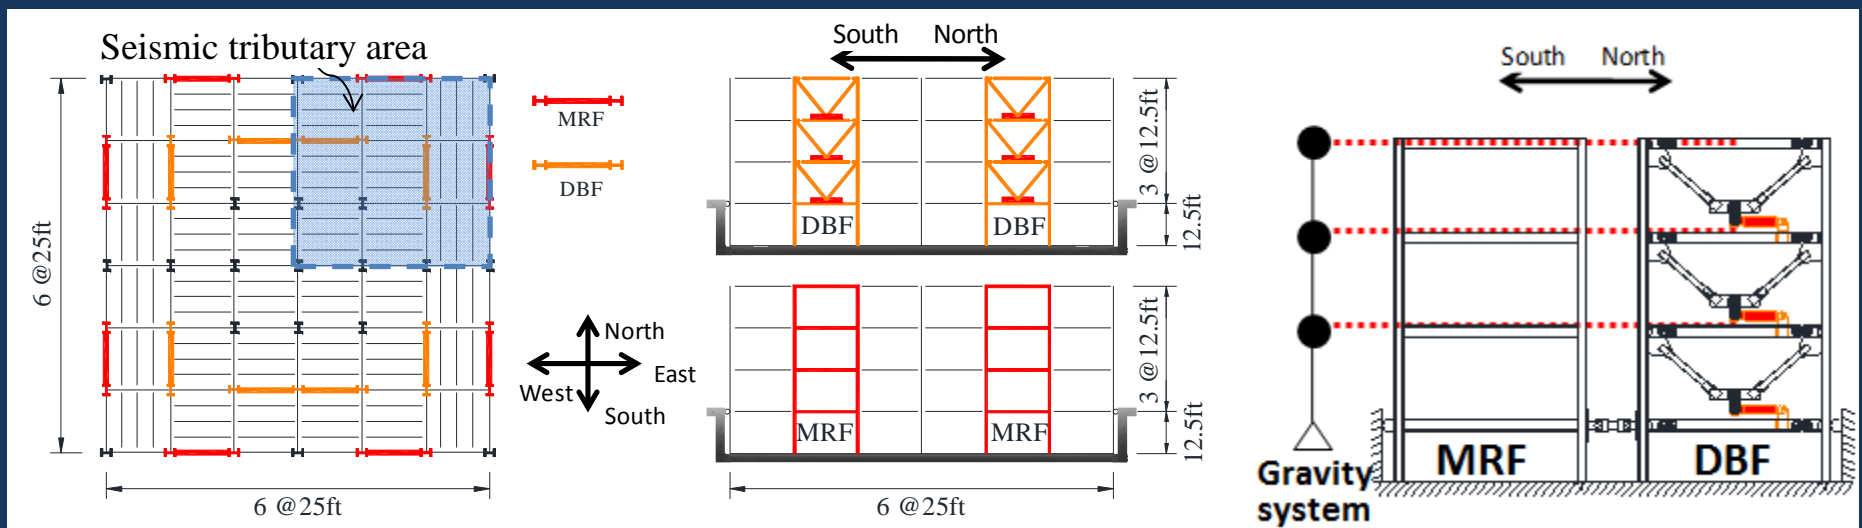 Seismic tributary area
6 @25ft
6 @25ft
MRF
DBF
North
West
East
South
South North
DBF
DBF
3 @12.5ft
12.5ft
MRF
MRF
3 @12.5ft
12.5ft
6 @25ft
South North
MRF
DBF
Gravity
system